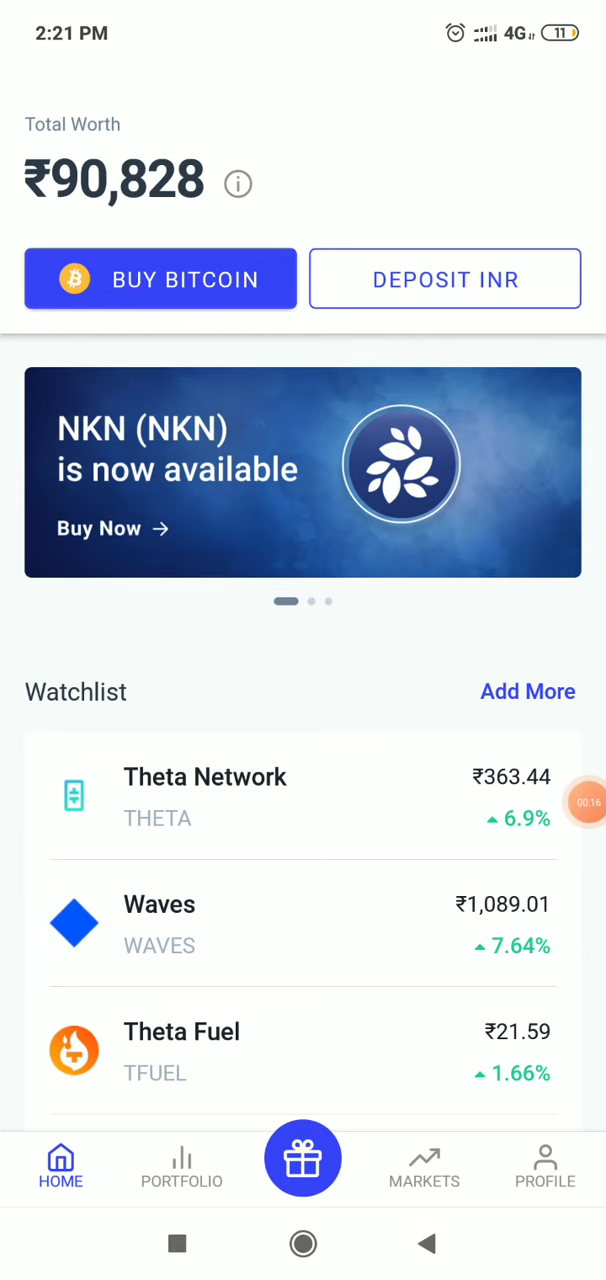 2:21 PM
4G
11
Total Worth
₹90,828
BUY BITCOIN
DEPOSIT INR
NKN (NKN)
is now available
Buy Now →
Watchlist
Add More
Theta Network
₹363.44
THETA
6.9%
00:16
Waves
₹1,089.01
WAVES
7.64%
Theta Fuel
₹21.59
TFUEL
1.66%
HOME
PORTFOLIO
MARKETS
PROFILE